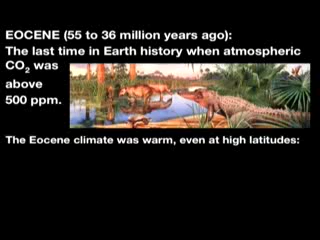 EOCENE (55 to 36 million years ago):
The last time in Earth history when atmospheric
CO2 was
above
500 ppm.
The Eocene climate was warm, even at high latitudes: